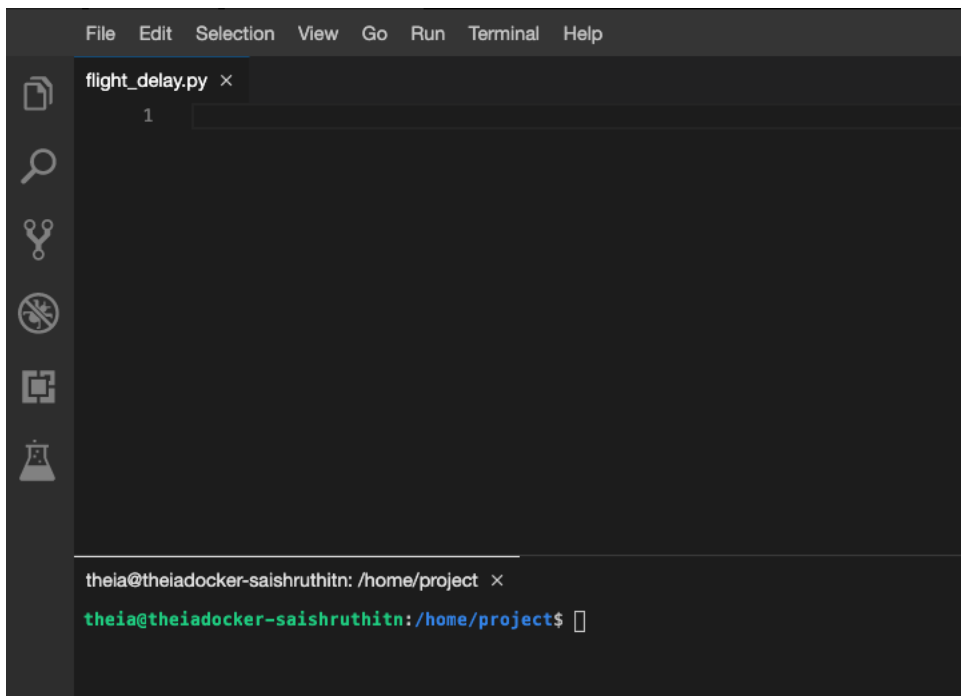 File Edit Selection View Go Run Terminal Help
flight_delay.py ×
1
theia@theiadocker-saishruthitn: /home/project ×
theia@theiadocker-saishruthitn:/home/project$